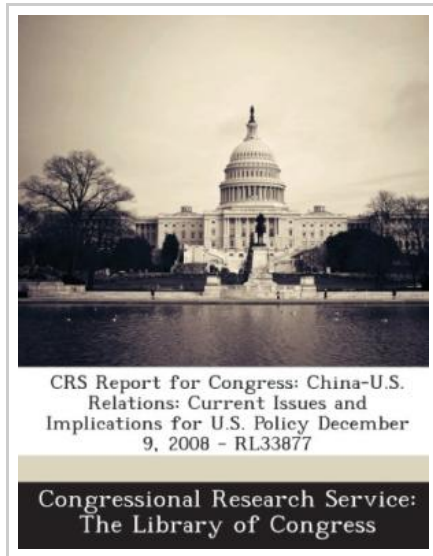 CRS Report for Congress: China-U.S.
Relations: Current Issues and
Implications for U.S. Policy December
9, 2008 - RL33877
Congressional Research Service:
The Library of Congress